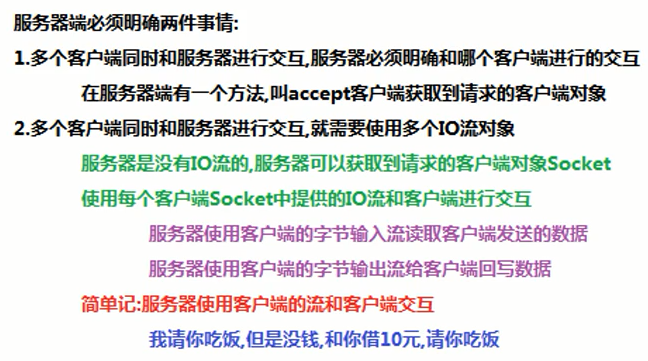 服务器端必须明确两件事情:
1.多个客户端同时和服务器进行交互,服务器必须明确和哪个客户端进行的交互
在服务器端有一个方法,叫accept客户端获取到请求的客户端对象
2.多个客户端同时和服务器进行交互,就需要使用多个IO流对象
服务器是没有IO流的,服务器可以获取到请求的客户端对象Socket
使用每个客户端Socket中提供的IO流和客户端进行交互
服务器使用客户端的字节输入流读取客户端发送的数据
服务器使用客户端的字节输出流给客户端回写数据
简单记:服务器使用客户端的流和客户端交互
我请你吃饭,但是没钱,和你借10元,请你吃饭